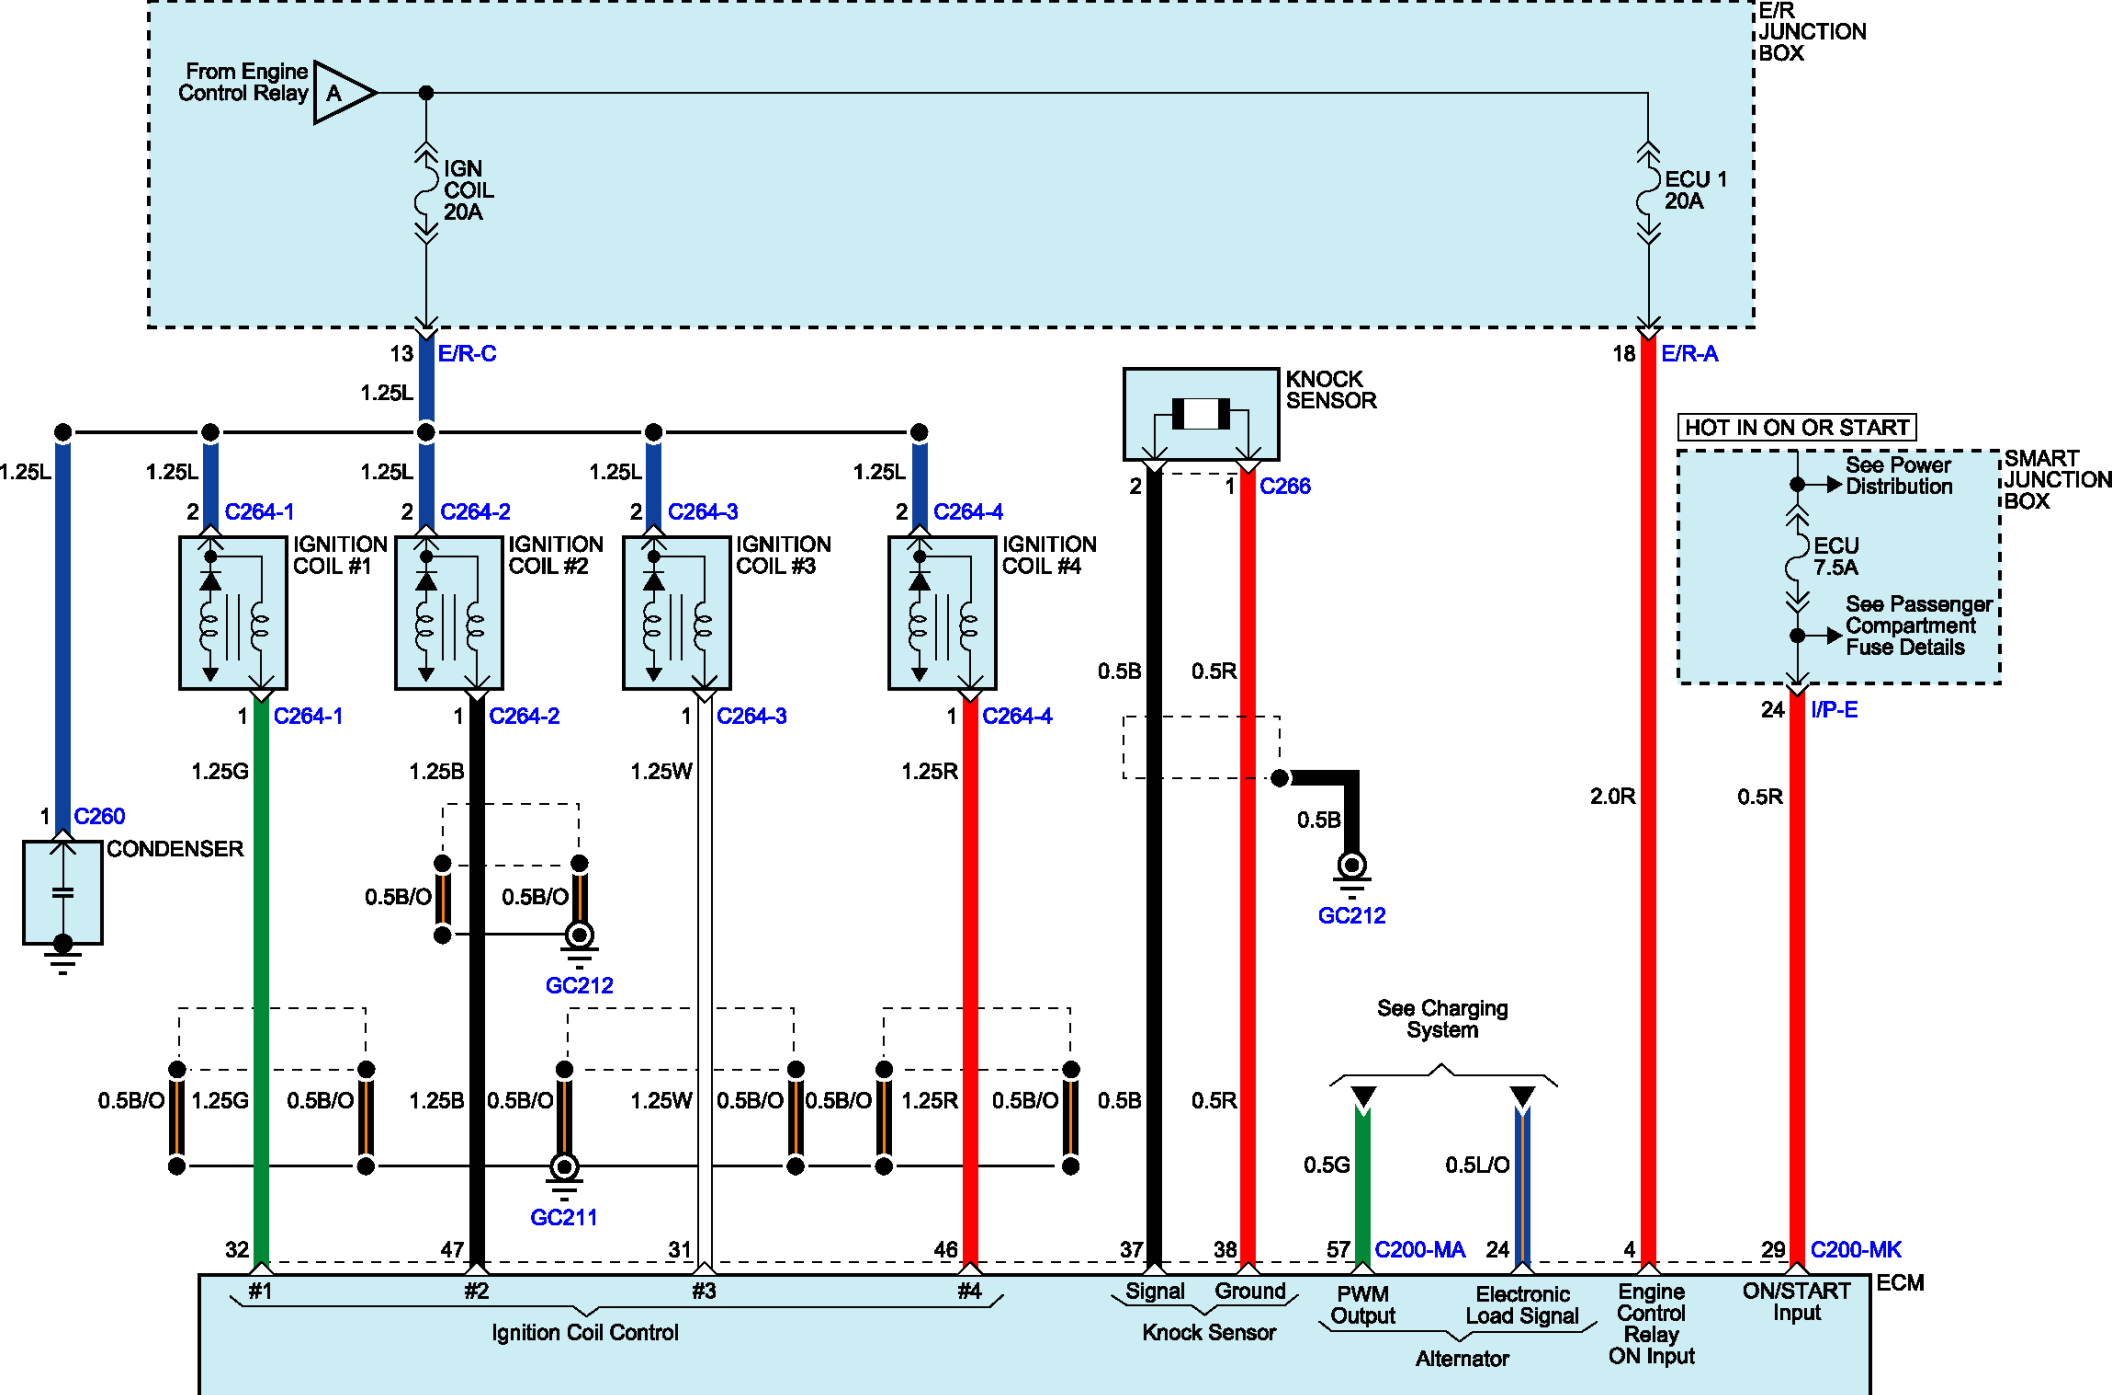 E/R
JUNCTION
BOX
From Engine
Control Relay
A
IGN
COIL
20A
ECU 1
20A
13 E/R-C
18 E/R-A
1.25L
KNOCK
SENSOR
HOT IN ON OR START
SMART
JUNCTION
BOX
See Power
Distribution
ECU
7.5A
See Passenger
Compartment
Fuse Details
1.25L 1.25L 1.25L 1.25L 1.25L
2 C264-1 2 C264-2 2 C264-3 2 C264-4
2 1 C266
IGNITION
COIL #1
IGNITION
COIL #2
IGNITION
COIL #3
IGNITION
COIL #4
0.5B 0.5R
1 C264-1 1 C264-2 1 C264-3 1 C264-4
24 I/P-E
1.25G 1.25B 1.25W 1.25R
2.0R 0.5R
1 C260
CONDENSER
0.5B
GC212
0.5B/O 0.5B/O
GC212
See Charging
System
0.5B/O 1.25G 0.5B/O 1.25B 0.5B/O 1.25W 0.5B/O 0.5B/O 1.25R 0.5B/O 0.5B 0.5R
0.5G 0.5L/O
GC211
32 47 31 46 37 38 57 C200-MA 24 4 29 C200-MK
ECM
#1 #2 #3 #4
Ignition Coil Control
Signal Ground
Knock Sensor
PWM
Output
Electronic
Load Signal
Alternator
Engine
Control
Relay
ON Input
ON/START
Input